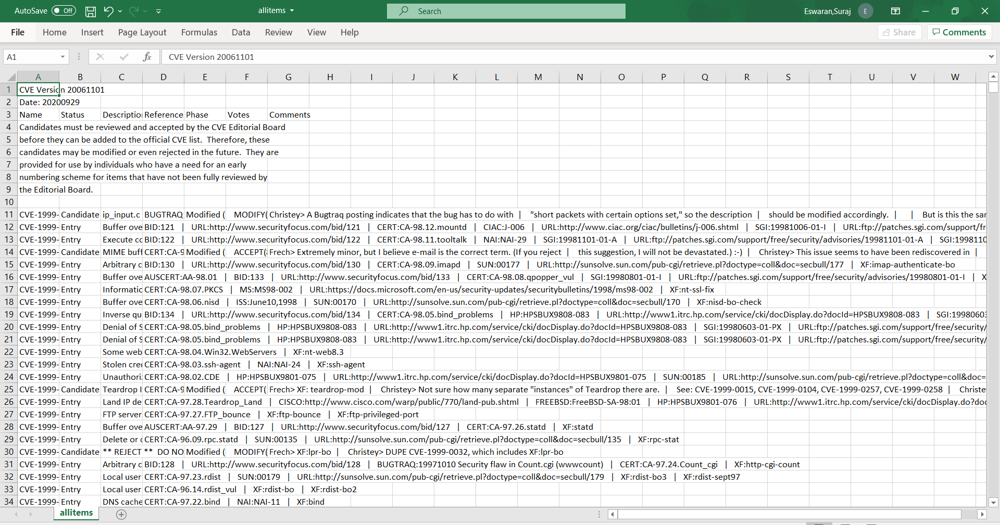 AutoSave Off allitems Search Eswaran,Suraj E
File Home Insert Page Layout Formulas Data Review View Help Share Comments
A1 fx CVE Version 20061101
A B C D E F G H I J K L M N O P Q R S T U V W
1 CVE Version 20061101
2 Date: 20200929
3 Name Status Descriptio Reference Phase Votes Comments
4 Candidates must be reviewed and accepted by the CVE Editorial Board
5 before they can be added to the official CVE list. Therefore, these
6 candidates may be modified or even rejected in the future. They are
7 provided for use by individuals who have a need for an early
8 numbering scheme for items that have not been fully reviewed by
9 the Editorial Board.
10
11 CVE-1999- Candidate ip_input.c BUGTRAQ Modified ( MODIFY( Christey> A Bugtraq posting indicates that the bug has to do with | "short packets with certain options set," so the description | should be modified accordingly. | | But is this the sar
12 CVE-1999- Entry Buffer ove BID:121 | URL:http://www.securityfocus.com/bid/121 | CERT:CA-98.12.mountd | CIAC:J-006 | URL:http://www.ciac.org/ciac/bulletins/j-006.shtml | SGI:19981006-01-I | URL:ftp://patches.sgi.com/support/fr
13 CVE-1999- Entry Execute cc BID:122 | URL:http://www.securityfocus.com/bid/122 | CERT:CA-98.11.tooltalk | NAI:NAI-29 | SGI:19981101-01-A | URL:ftp://patches.sgi.com/support/free/security/advisories/19981101-01-A | SGI:1998110
14 CVE-1999- Candidate MIME buff CERT:CA-9 Modified ( ACCEPT( Frech> Extremely minor, but I believe e-mail is the correct term. (If you reject | this suggestion, I will not be devastated.) :-) | Christey> This issue seems to have been rediscovered in |
15 CVE-1999- Entry Arbitrary c BID:130 | URL:http://www.securityfocus.com/bid/130 | CERT:CA-98.09.imapd | SUN:00177 | URL:http://sunsolve.sun.com/pub-cgi/retrieve.pl?doctype=coll&doc=secbull/177 | XF:imap-authenticate-bo
16 CVE-1999- Entry Buffer ove AUSCERT:AA-98.01 | BID:133 | URL:http://www.securityfocus.com/bid/133 | CERT:CA-98.08.qpopper_vul | SGI:19980801-01-I | URL:ftp://patches.sgi.com/support/free/security/advisories/19980801-01-I | X
17 CVE-1999- Entry Informatic CERT:CA-98.07.PKCS | MS:MS98-002 | URL:https://docs.microsoft.com/en-us/security-updates/securitybulletins/1998/ms98-002 | XF:nt-ssl-fix
18 CVE-1999- Entry Buffer ove CERT:CA-98.06.nisd | ISS:June10,1998 | SUN:00170 | URL:http://sunsolve.sun.com/pub-cgi/retrieve.pl?doctype=coll&doc=secbull/170 | XF:nisd-bo-check
19 CVE-1999- Entry Inverse qu BID:134 | URL:http://www.securityfocus.com/bid/134 | CERT:CA-98.05.bind_problems | HP:HPSBUX9808-083 | URL:http://www1.itrc.hp.com/service/cki/docDisplay.do?docId=HPSBUX9808-083 | SGI:19980603
20 CVE-1999- Entry Denial of S CERT:CA-98.05.bind_problems | HP:HPSBUX9808-083 | URL:http://www1.itrc.hp.com/service/cki/docDisplay.do?docId=HPSBUX9808-083 | SGI:19980603-01-PX | URL:ftp://patches.sgi.com/support/free/security/
21 CVE-1999- Entry Denial of S CERT:CA-98.05.bind_problems | HP:HPSBUX9808-083 | URL:http://www1.itrc.hp.com/service/cki/docDisplay.do?docId=HPSBUX9808-083 | SGI:19980603-01-PX | URL:ftp://patches.sgi.com/support/free/security/
22 CVE-1999- Entry Some web CERT:CA-98.04.Win32.WebServers | XF:nt-web8.3
23 CVE-1999- Entry Stolen cre CERT:CA-98.03.ssh-agent | NAI:NAI-24 | XF:ssh-agent
24 CVE-1999- Entry Unauthori: CERT:CA-98.02.CDE | HP:HPSBUX9801-075 | URL:http://www1.itrc.hp.com/service/cki/docDisplay.do?docId=HPSBUX9801-075 | SUN:00185 | URL:http://sunsolve.sun.com/pub-cgi/retrieve.pl?doctype=coll&doc=
25 CVE-1999- Candidate Teardrop I CERT:CA-9 Modified ( ACCEPT( Frech> XF: teardrop-mod | Christey> Not sure how many separate "instances" of Teardrop there are. | See: CVE-1999-0015, CVE-1999-0104, CVE-1999-0257, CVE-1999-0258 | Christe
26 CVE-1999- Entry Land IP de CERT:CA-97.28.Teardrop_Land | CISCO:http://www.cisco.com/warp/public/770/land-pub.shtml | FREEBSD:FreeBSD-SA-98:01 | HP:HPSBUX9801-076 | URL:http://www1.itrc.hp.com/service/cki/docDisplay.do?doc
27 CVE-1999- Entry FTP server CERT:CA-97.27.FTP_bounce | XF:ftp-bounce | XF:ftp-privileged-port
28 CVE-1999- Entry Buffer ove AUSCERT:AA-97.29 | BID:127 | URL:http://www.securityfocus.com/bid/127 | CERT:CA-97.26.statd | XF:statd
29 CVE-1999- Entry Delete or c CERT:CA-96.09.rpc.statd | SUN:00135 | URL:http://sunsolve.sun.com/pub-cgi/retrieve.pl?doctype=coll&doc=secbull/135 | XF:rpc-stat
30 CVE-1999- Candidate ** REJECT ** DO NO Modified ( MODIFY( Frech> XF:lpr-bo | Christey> DUPE CVE-1999-0032, which includes XF:lpr-bo
31 CVE-1999- Entry Arbitrary c BID:128 | URL:http://www.securityfocus.com/bid/128 | BUGTRAQ:19971010 Security flaw in Count.cgi (wwwcount) | CERT:CA-97.24.Count_cgi | XF:http-cgi-count
32 CVE-1999- Entry Local user CERT:CA-97.23.rdist | SUN:00179 | URL:http://sunsolve.sun.com/pub-cgi/retrieve.pl?doctype=coll&doc=secbull/179 | XF:rdist-bo3 | XF:rdist-sept97
33 CVE-1999- Entry Local user CERT:CA-96.14.rdist_vul | XF:rdist-bo | XF:rdist-bo2
34 CVE-1999- Entry DNS cache CERT:CA-97.22.bind | NAI:NAI-11 | XF:bind
allitems